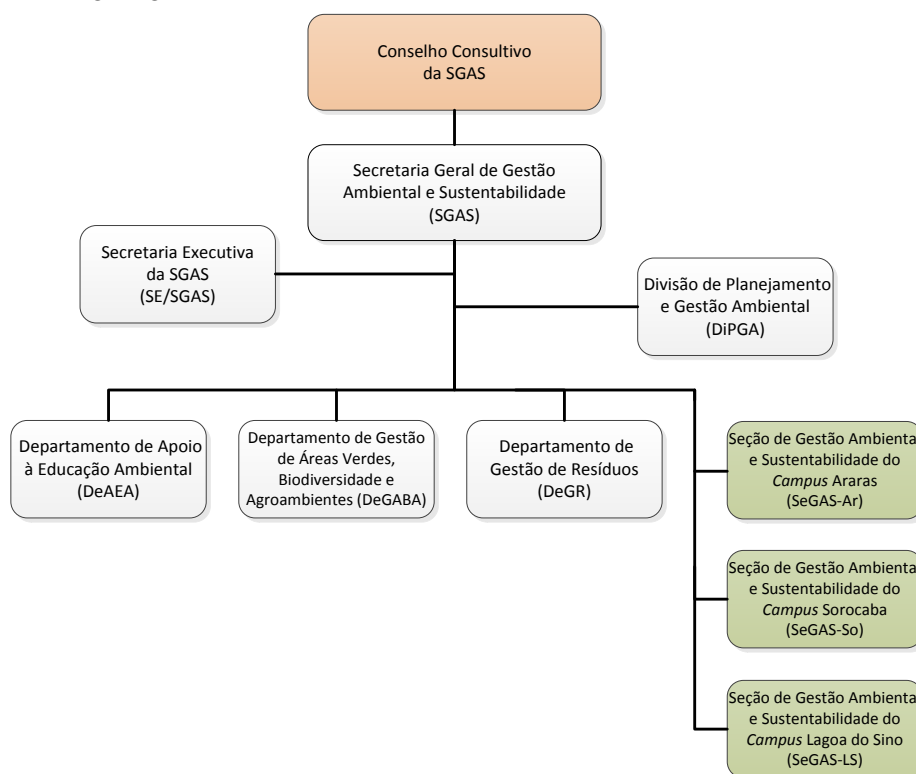 Conselho Consultivo
da SGAS
Secretaria Geral de Gestão
Ambiental e Sustentabilidade
(SGAS)
Secretaria Executiva
da SGAS
(SE/SGAS)
Divisão de Planejamento
e Gestão Ambiental
(DiPGA)
Departamento de Apoio
à Educação Ambiental
(DeAEA)
Departamento de Gestão
de Áreas Verdes,
Biodiversidade e
Agroambientes (DeGABA)
Departamento de
Gestão de Resíduos
(DeGR)
Seção de Gestão Ambienta
e Sustentabilidade do
Campus Araras
(SeGAS-Ar)
Seção de Gestão Ambienta
e Sustentabilidade do
Campus Sorocaba
(SeGAS-So)
Seção de Gestão Ambienta
e Sustentabilidade do
Campus Lagoa do Sino
(SeGAS-LS)